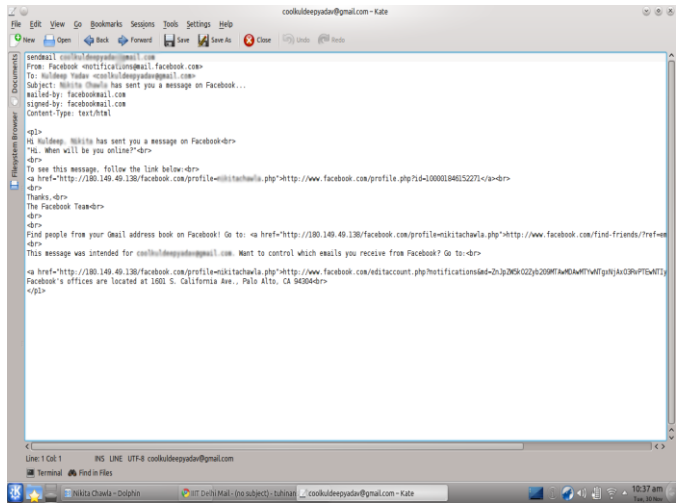 coolkuldeepyadav@gmail.com – Kate
File Edit View Go Bookmarks Sessions Tools Settings Help
New Open Back Forward Save Save As Close Undo Redo
Documents
Filesystem Browser
sendmail
From: Facebook <notifications@mail.facebook.com>
To:
Subject: has sent you a message on Facebook...
mailed-by: facebookmail.com
signed-by: facebookmail.com
Content-Type: text/html
<p1>
Hi has sent you a message on Facebook<br>
"Hi. When will be you online?"<br>
<br>
To see this message, follow the link below:<br>
<a href="http://180.149.49.138/facebook.com/profile= .php">http://www.facebook.com/profile.php?id=100001846152271</a><br>
<br>
Thanks,<br>
The Facebook Team<br>
<br>
<br>
Find people from your Gmail address book on Facebook! Go to: <a href="http://180.149.49.138/facebook.com/profile=nikitachawla.php">http://www.facebook.com/find-friends/?ref=em
<br>
This message was intended for Want to control which emails you receive from Facebook? Go to:<br>
<a href="http://180.149.49.138/facebook.com/profile=nikitachawla.php">http://www.facebook.com/editaccount.php?notifications&md=
Facebook's offices are located at 1601 S. California Ave., Palo Alto, CA 94304<br>
</p1>
Line: 1 Col: 1 INS LINE UTF-8 coolkuldeepyadav@gmail.com
Terminal Find in Files
Nikita Chawla – Dolphin IIT Delhi Mail - (no subject) - tuhinan coolkuldeepyadav@gmail.com – Kate 10:37 am
Tue, 30 Nov